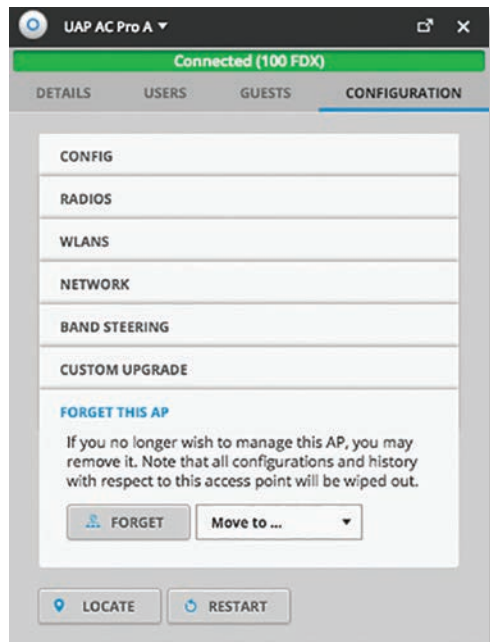 UAP AC Pro A
Connected (100 FDX)
DETAILS USERS GUESTS CONFIGURATION
CONFIG
RADIOS
WLANS
NETWORK
BAND STEERING
CUSTOM UPGRADE
FORGET THIS AP
If you no longer wish to manage this AP, you may
remove it. Note that all configurations and history
with respect to this access point will be wiped out.
FORGET Move to ...
LOCATE RESTART